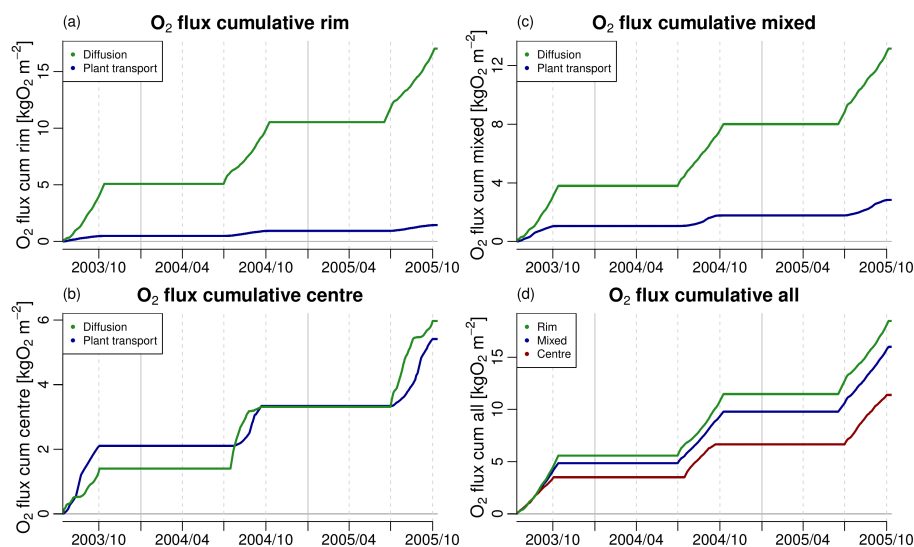 (a) O₂ flux cumulative rim
Diffusion
Plant transport
O₂ flux cum rim [kgO₂ m⁻²]
15
10
5
0
2003/10 2004/04 2004/10 2005/04 2005/10
(c) O₂ flux cumulative mixed
Diffusion
Plant transport
O₂ flux cum mixed [kgO₂ m⁻²]
12
8
4
0
2003/10 2004/04 2004/10 2005/04 2005/10
(b) O₂ flux cumulative centre
Diffusion
Plant transport
O₂ flux cum centre [kgO₂ m⁻²]
6
4
2
0
2003/10 2004/04 2004/10 2005/04 2005/10
(d) O₂ flux cumulative all
Rim
Mixed
Centre
O₂ flux cum all [kgO₂ m⁻²]
15
10
5
0
2003/10 2004/04 2004/10 2005/04 2005/10